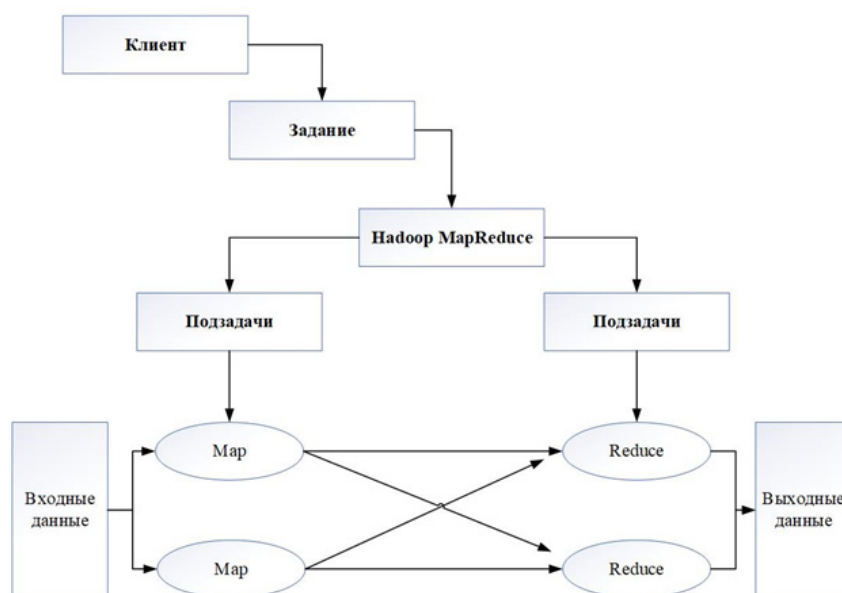 Клиент
Задание
Hadoop MapReduce
Подзадачи
Подзадачи
Map
Reduce
Входные
данные
Выходные
данные
Map
Reduce